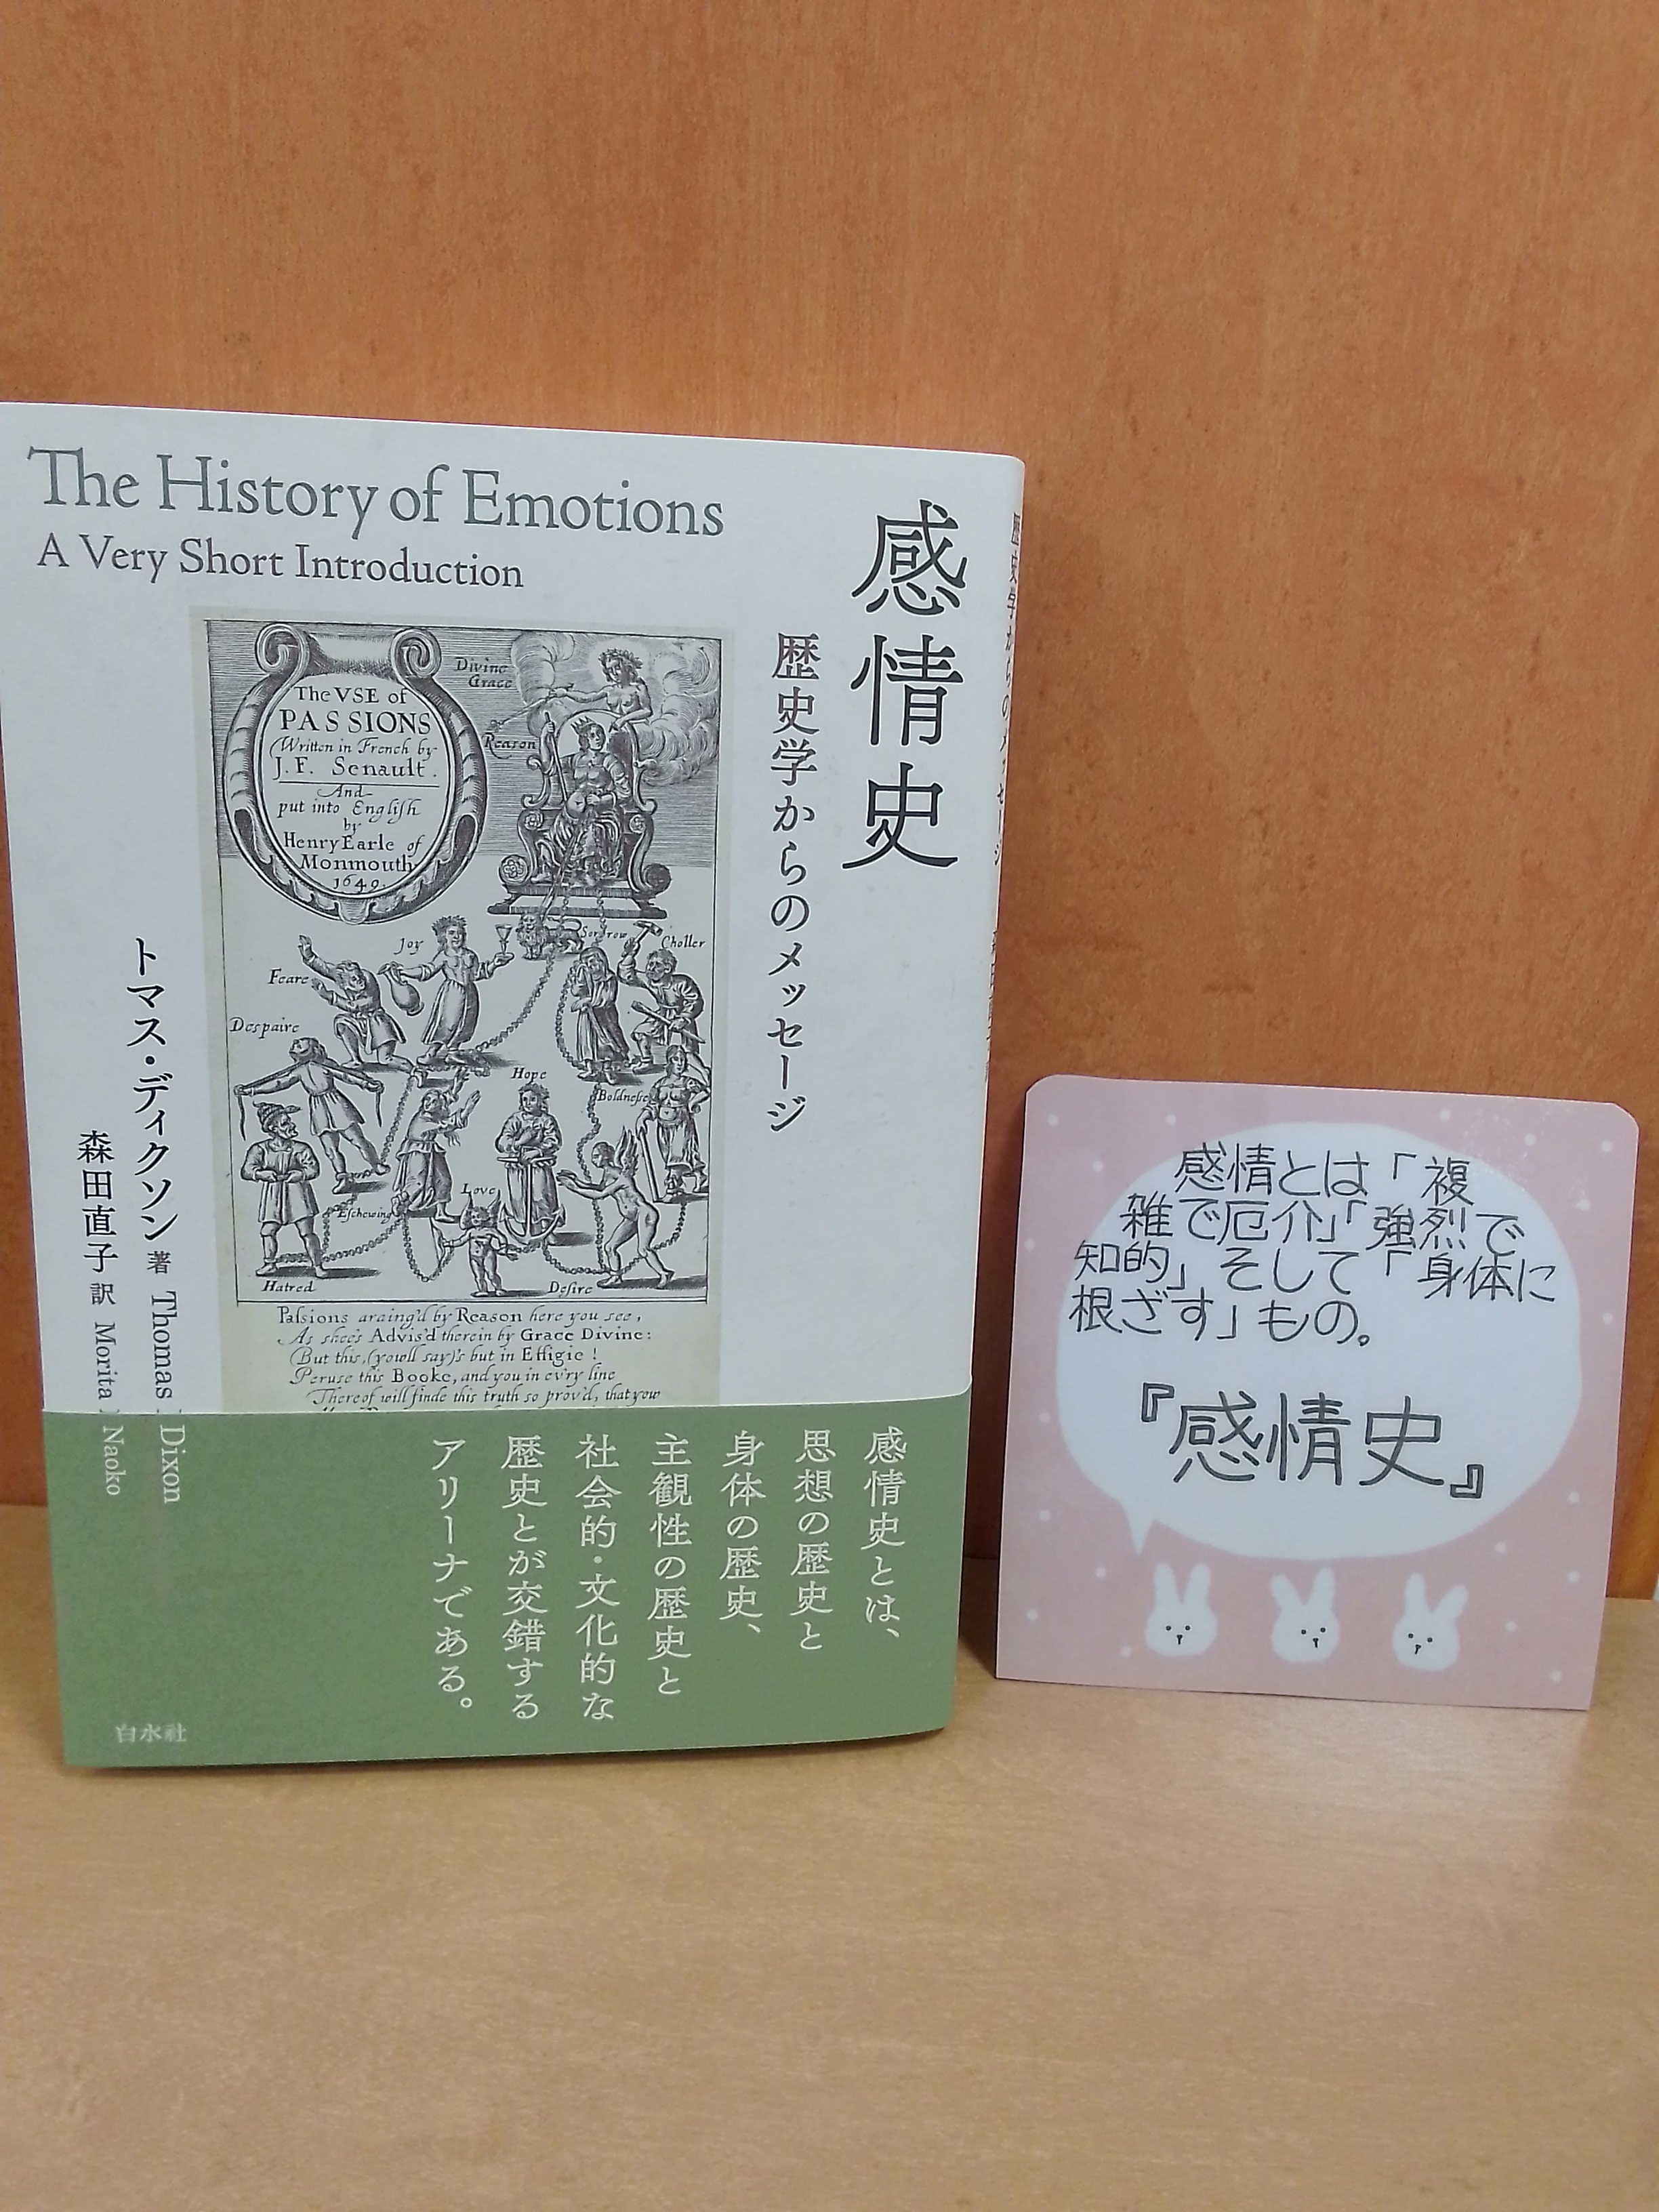 The History of Emotions
A Very Short Introduction
感情史
歴史学からのメッセージ
The VSE of
PASSIONS
Written in French by
J.F. Senault.
And
put into English
by
Henry Earle of
Monmouth
1649.
Divine
Grace
Reason
Joy
Sorrow
Choller
Feare
Despaire
Hope
Boldnesse
Eschewing
Love
Hatred
Desire
Passions araing'd by Reason here you see,
As shee's Advis'd therein by Grace Divine:
But this, (yowll say)'s but in Effigie!
Peruse this Booke, and you in ev'ry line
Thereof will finde this truth so prov'd, that yow
トマス・ディクソン 著 Thomas Dixon
森田直子 訳 Morita Naoko
感情史とは、
思想の歴史と
身体の歴史、
主観性の歴史と
社会的・文化的な
歴史とが交錯する
アリーナである。
白水社
感情とは「複
雑で厄介」「強烈で
知的」そして「身体に
根ざす」もの。
『感情史』